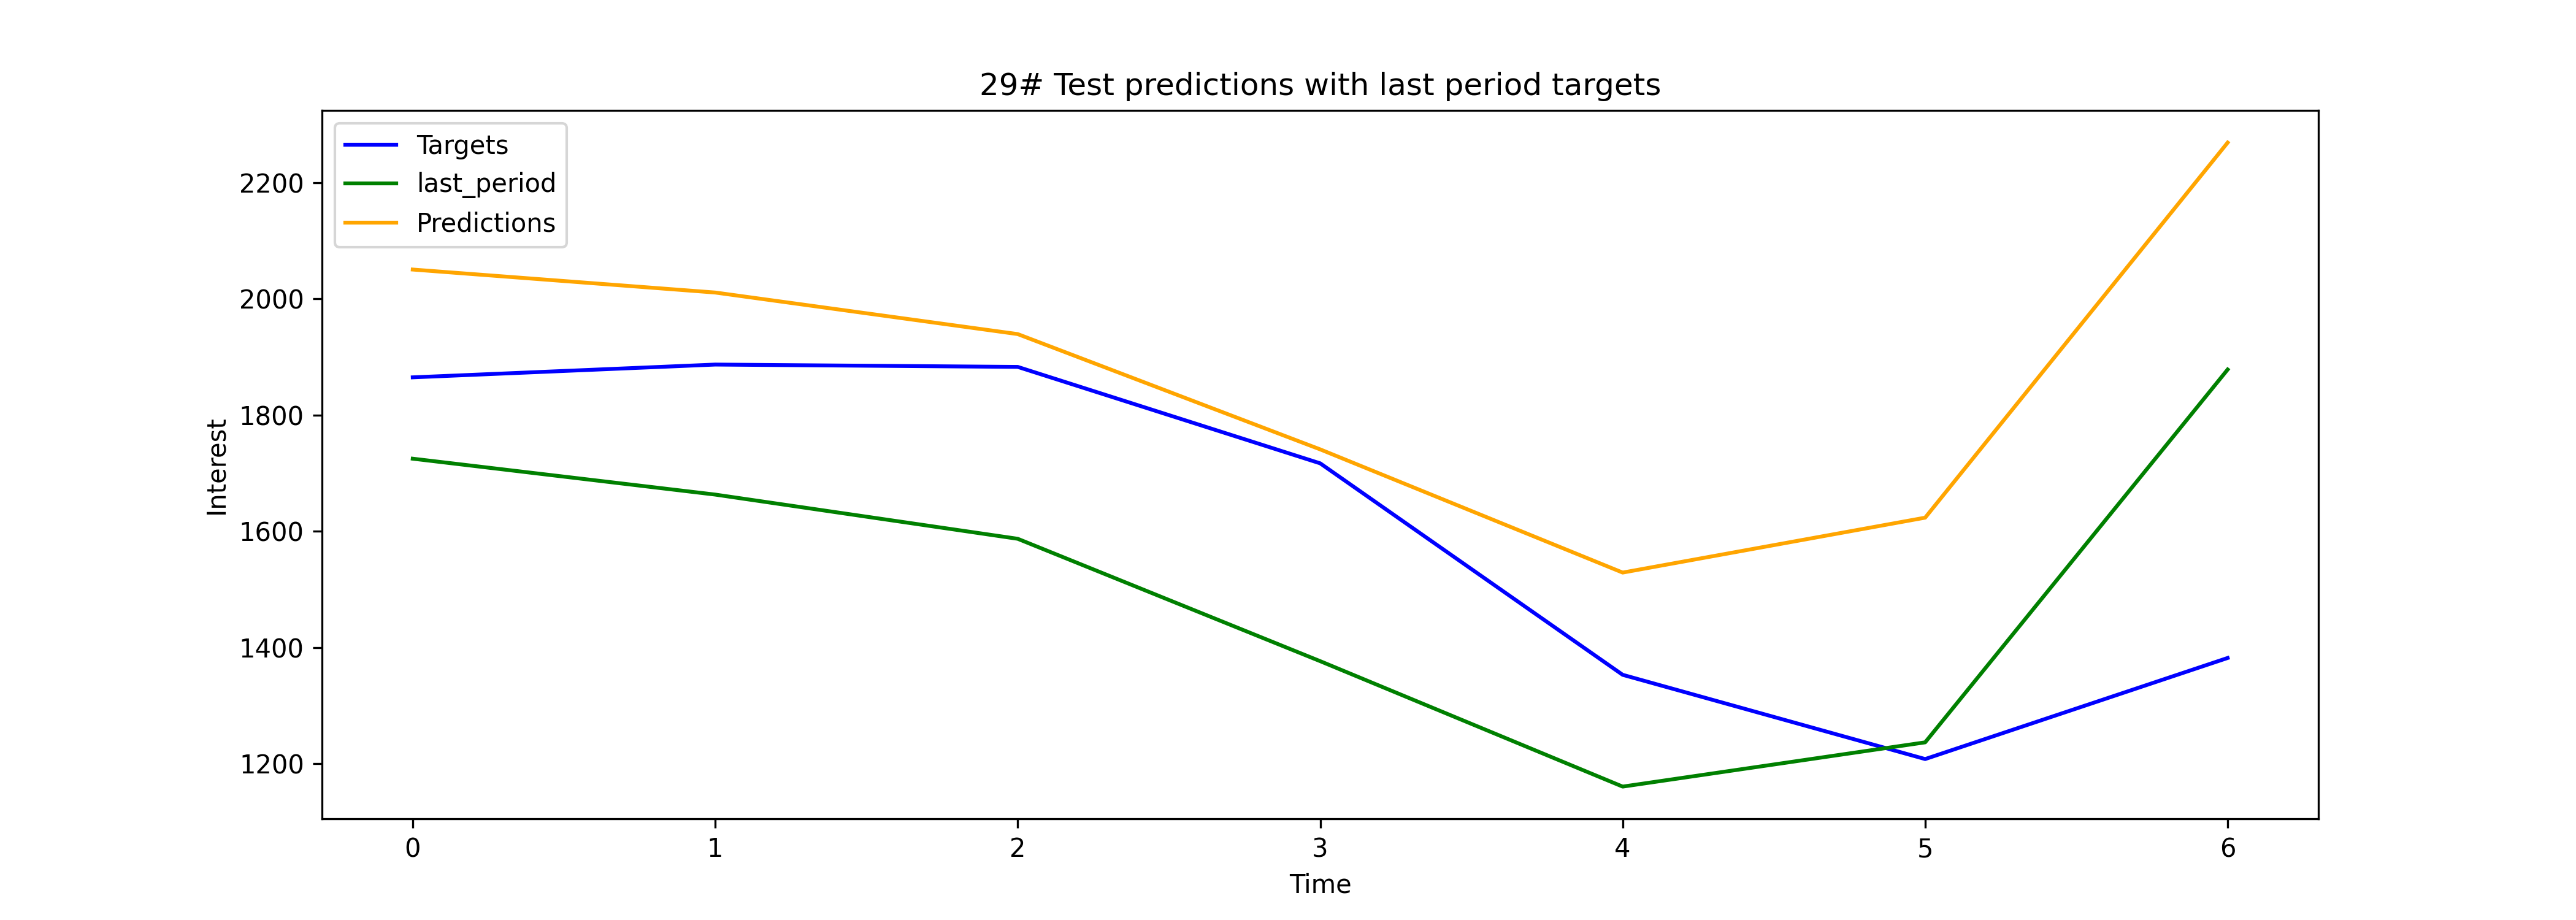 29# Test predictions with last period targets
Targets
last_period
Predictions
2200
2000
1800
1600
1400
1200
Interest
0 1 2 3 4 5 6
Time